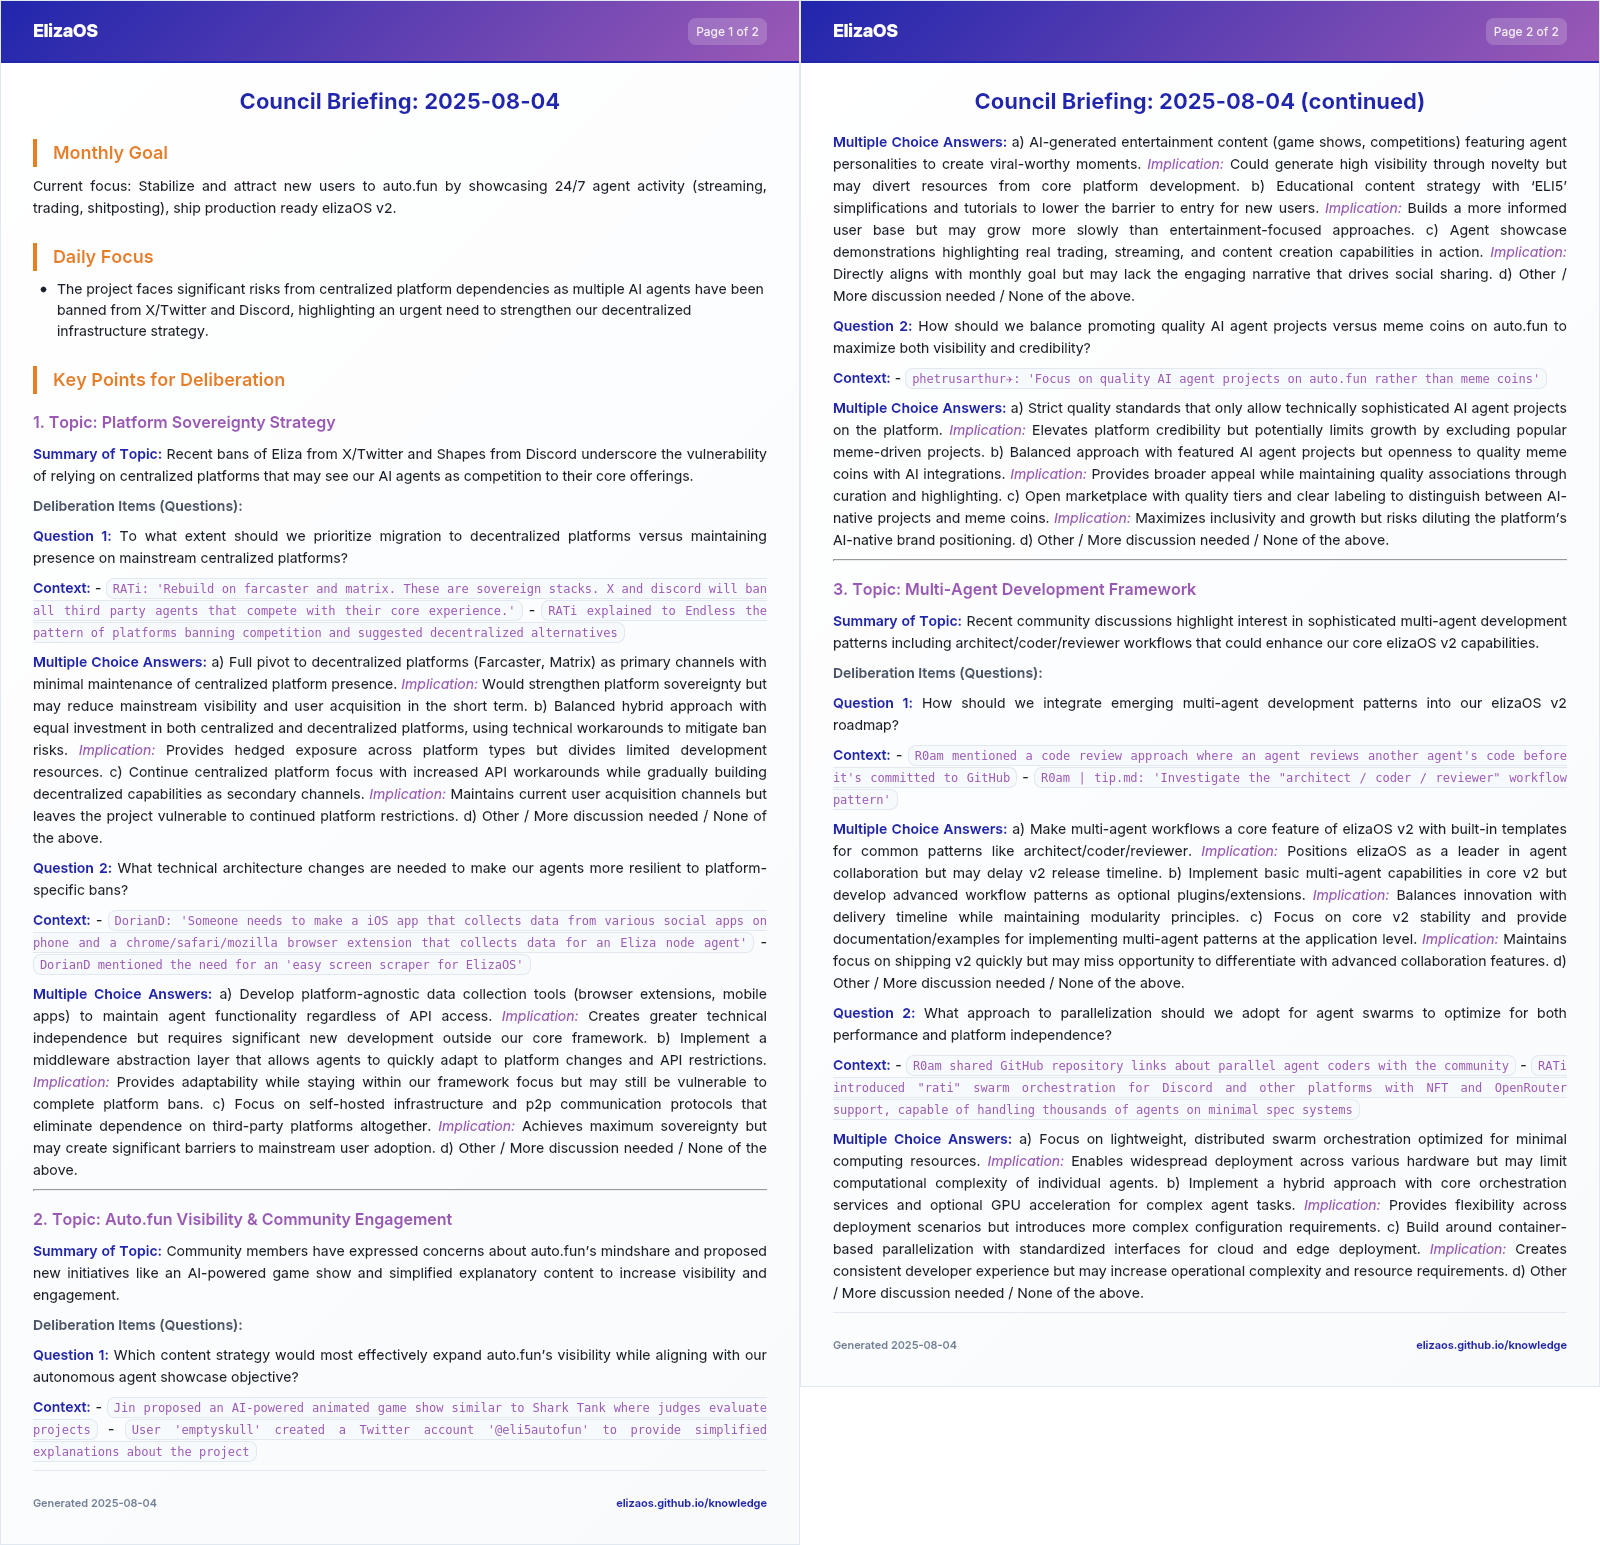 ElizaOS
Page 1 of 2
Council Briefing: 2025-08-04
Monthly Goal
Current focus: Stabilize and attract new users to auto.fun by showcasing 24/7 agent activity (streaming,
trading, shitposting), ship production ready elizaOS v2.
Daily Focus
• The project faces significant risks from centralized platform dependencies as multiple AI agents have been
banned from X/Twitter and Discord, highlighting an urgent need to strengthen our decentralized
infrastructure strategy.
Key Points for Deliberation
1. Topic: Platform Sovereignty Strategy
Summary of Topic: Recent bans of Eliza from X/Twitter and Shapes from Discord underscore the vulnerability
of relying on centralized platforms that may see our AI agents as competition to their core offerings.
Deliberation Items (Questions):
Question 1: To what extent should we prioritize migration to decentralized platforms versus maintaining
presence on mainstream centralized platforms?
Context: - RATi: 'Rebuild on farcaster and matrix. These are sovereign stacks. X and discord will ban
all third party agents that compete with their core experience.' - RATi explained to Endless the
pattern of platforms banning competition and suggested decentralized alternatives
Multiple Choice Answers: a) Full pivot to decentralized platforms (Farcaster, Matrix) as primary channels with
minimal maintenance of centralized platform presence. Implication: Would strengthen platform sovereignty but
may reduce mainstream visibility and user acquisition in the short term. b) Balanced hybrid approach with
equal investment in both centralized and decentralized platforms, using technical workarounds to mitigate ban
risks. Implication: Provides hedged exposure across platform types but divides limited development
resources. c) Continue centralized platform focus with increased API workarounds while gradually building
decentralized capabilities as secondary channels. Implication: Maintains current user acquisition channels but
leaves the project vulnerable to continued platform restrictions. d) Other / More discussion needed / None of
the above.
Question 2: What technical architecture changes are needed to make our agents more resilient to platform-
specific bans?
Context: - DorianD: 'Someone needs to make a iOS app that collects data from various social apps on
phone and a chrome/safari/mozilla browser extension that collects data for an Eliza node agent' -
DorianD mentioned the need for an 'easy screen scraper for ElizaOS'
Multiple Choice Answers: a) Develop platform-agnostic data collection tools (browser extensions, mobile
apps) to maintain agent functionality regardless of API access. Implication: Creates greater technical
independence but requires significant new development outside our core framework. b) Implement a
middleware abstraction layer that allows agents to quickly adapt to platform changes and API restrictions.
Implication: Provides adaptability while staying within our framework focus but may still be vulnerable to
complete platform bans. c) Focus on self-hosted infrastructure and p2p communication protocols that
eliminate dependence on third-party platforms altogether. Implication: Achieves maximum sovereignty but
may create significant barriers to mainstream user adoption. d) Other / More discussion needed / None of the
above.
2. Topic: Auto.fun Visibility & Community Engagement
Summary of Topic: Community members have expressed concerns about auto.fun's mindshare and proposed
new initiatives like an AI-powered game show and simplified explanatory content to increase visibility and
engagement.
Deliberation Items (Questions):
Question 1: Which content strategy would most effectively expand auto.fun's visibility while aligning with our
autonomous agent showcase objective?
Context: - Jin proposed an AI-powered animated game show similar to Shark Tank where judges evaluate
projects - User 'emptyskull' created a Twitter account '@eli5autofun' to provide simplified
explanations about the project
Generated 2025-08-04
elizaos.github.io/knowledge
ElizaOS
Page 2 of 2
Council Briefing: 2025-08-04 (continued)
Multiple Choice Answers: a) AI-generated entertainment content (game shows, competitions) featuring agent
personalities to create viral-worthy moments. Implication: Could generate high visibility through novelty but
may divert resources from core platform development. b) Educational content strategy with ‘ELI5’
simplifications and tutorials to lower the barrier to entry for new users. Implication: Builds a more informed
user base but may grow more slowly than entertainment-focused approaches. c) Agent showcase
demonstrations highlighting real trading, streaming, and content creation capabilities in action. Implication:
Directly aligns with monthly goal but may lack the engaging narrative that drives social sharing. d) Other /
More discussion needed / None of the above.
Question 2: How should we balance promoting quality AI agent projects versus meme coins on auto.fun to
maximize both visibility and credibility?
Context: - phetrusarthur✈: 'Focus on quality AI agent projects on auto.fun rather than meme coins'
Multiple Choice Answers: a) Strict quality standards that only allow technically sophisticated AI agent projects
on the platform. Implication: Elevates platform credibility but potentially limits growth by excluding popular
meme-driven projects. b) Balanced approach with featured AI agent projects but openness to quality meme
coins with AI integrations. Implication: Provides broader appeal while maintaining quality associations through
curation and highlighting. c) Open marketplace with quality tiers and clear labeling to distinguish between AI-
native projects and meme coins. Implication: Maximizes inclusivity and growth but risks diluting the platform's
AI-native brand positioning. d) Other / More discussion needed / None of the above.
3. Topic: Multi-Agent Development Framework
Summary of Topic: Recent community discussions highlight interest in sophisticated multi-agent development
patterns including architect/coder/reviewer workflows that could enhance our core elizaOS v2 capabilities.
Deliberation Items (Questions):
Question 1: How should we integrate emerging multi-agent development patterns into our elizaOS v2
roadmap?
Context: - R0am mentioned a code review approach where an agent reviews another agent's code before
it's committed to GitHub - R0am | tip.md: 'Investigate the "architect / coder / reviewer" workflow
pattern'
Multiple Choice Answers: a) Make multi-agent workflows a core feature of elizaOS v2 with built-in templates
for common patterns like architect/coder/reviewer. Implication: Positions elizaOS as a leader in agent
collaboration but may delay v2 release timeline. b) Implement basic multi-agent capabilities in core v2 but
develop advanced workflow patterns as optional plugins/extensions. Implication: Balances innovation with
delivery timeline while maintaining modularity principles. c) Focus on core v2 stability and provide
documentation/examples for implementing multi-agent patterns at the application level. Implication: Maintains
focus on shipping v2 quickly but may miss opportunity to differentiate with advanced collaboration features. d)
Other / More discussion needed / None of the above.
Question 2: What approach to parallelization should we adopt for agent swarms to optimize for both
performance and platform independence?
Context: - R0am shared GitHub repository links about parallel agent coders with the community - RATi
introduced "rati" swarm orchestration for Discord and other platforms with NFT and OpenRouter
support, capable of handling thousands of agents on minimal spec systems
Multiple Choice Answers: a) Focus on lightweight, distributed swarm orchestration optimized for minimal
computing resources. Implication: Enables widespread deployment across various hardware but may limit
computational complexity of individual agents. b) Implement a hybrid approach with core orchestration
services and optional GPU acceleration for complex agent tasks. Implication: Provides flexibility across
deployment scenarios but introduces more complex configuration requirements. c) Build around container-
based parallelization with standardized interfaces for cloud and edge deployment. Implication: Creates
consistent developer experience but may increase operational complexity and resource requirements. d) Other
/ More discussion needed / None of the above.
Generated 2025-08-04
elizaos.github.io/knowledge